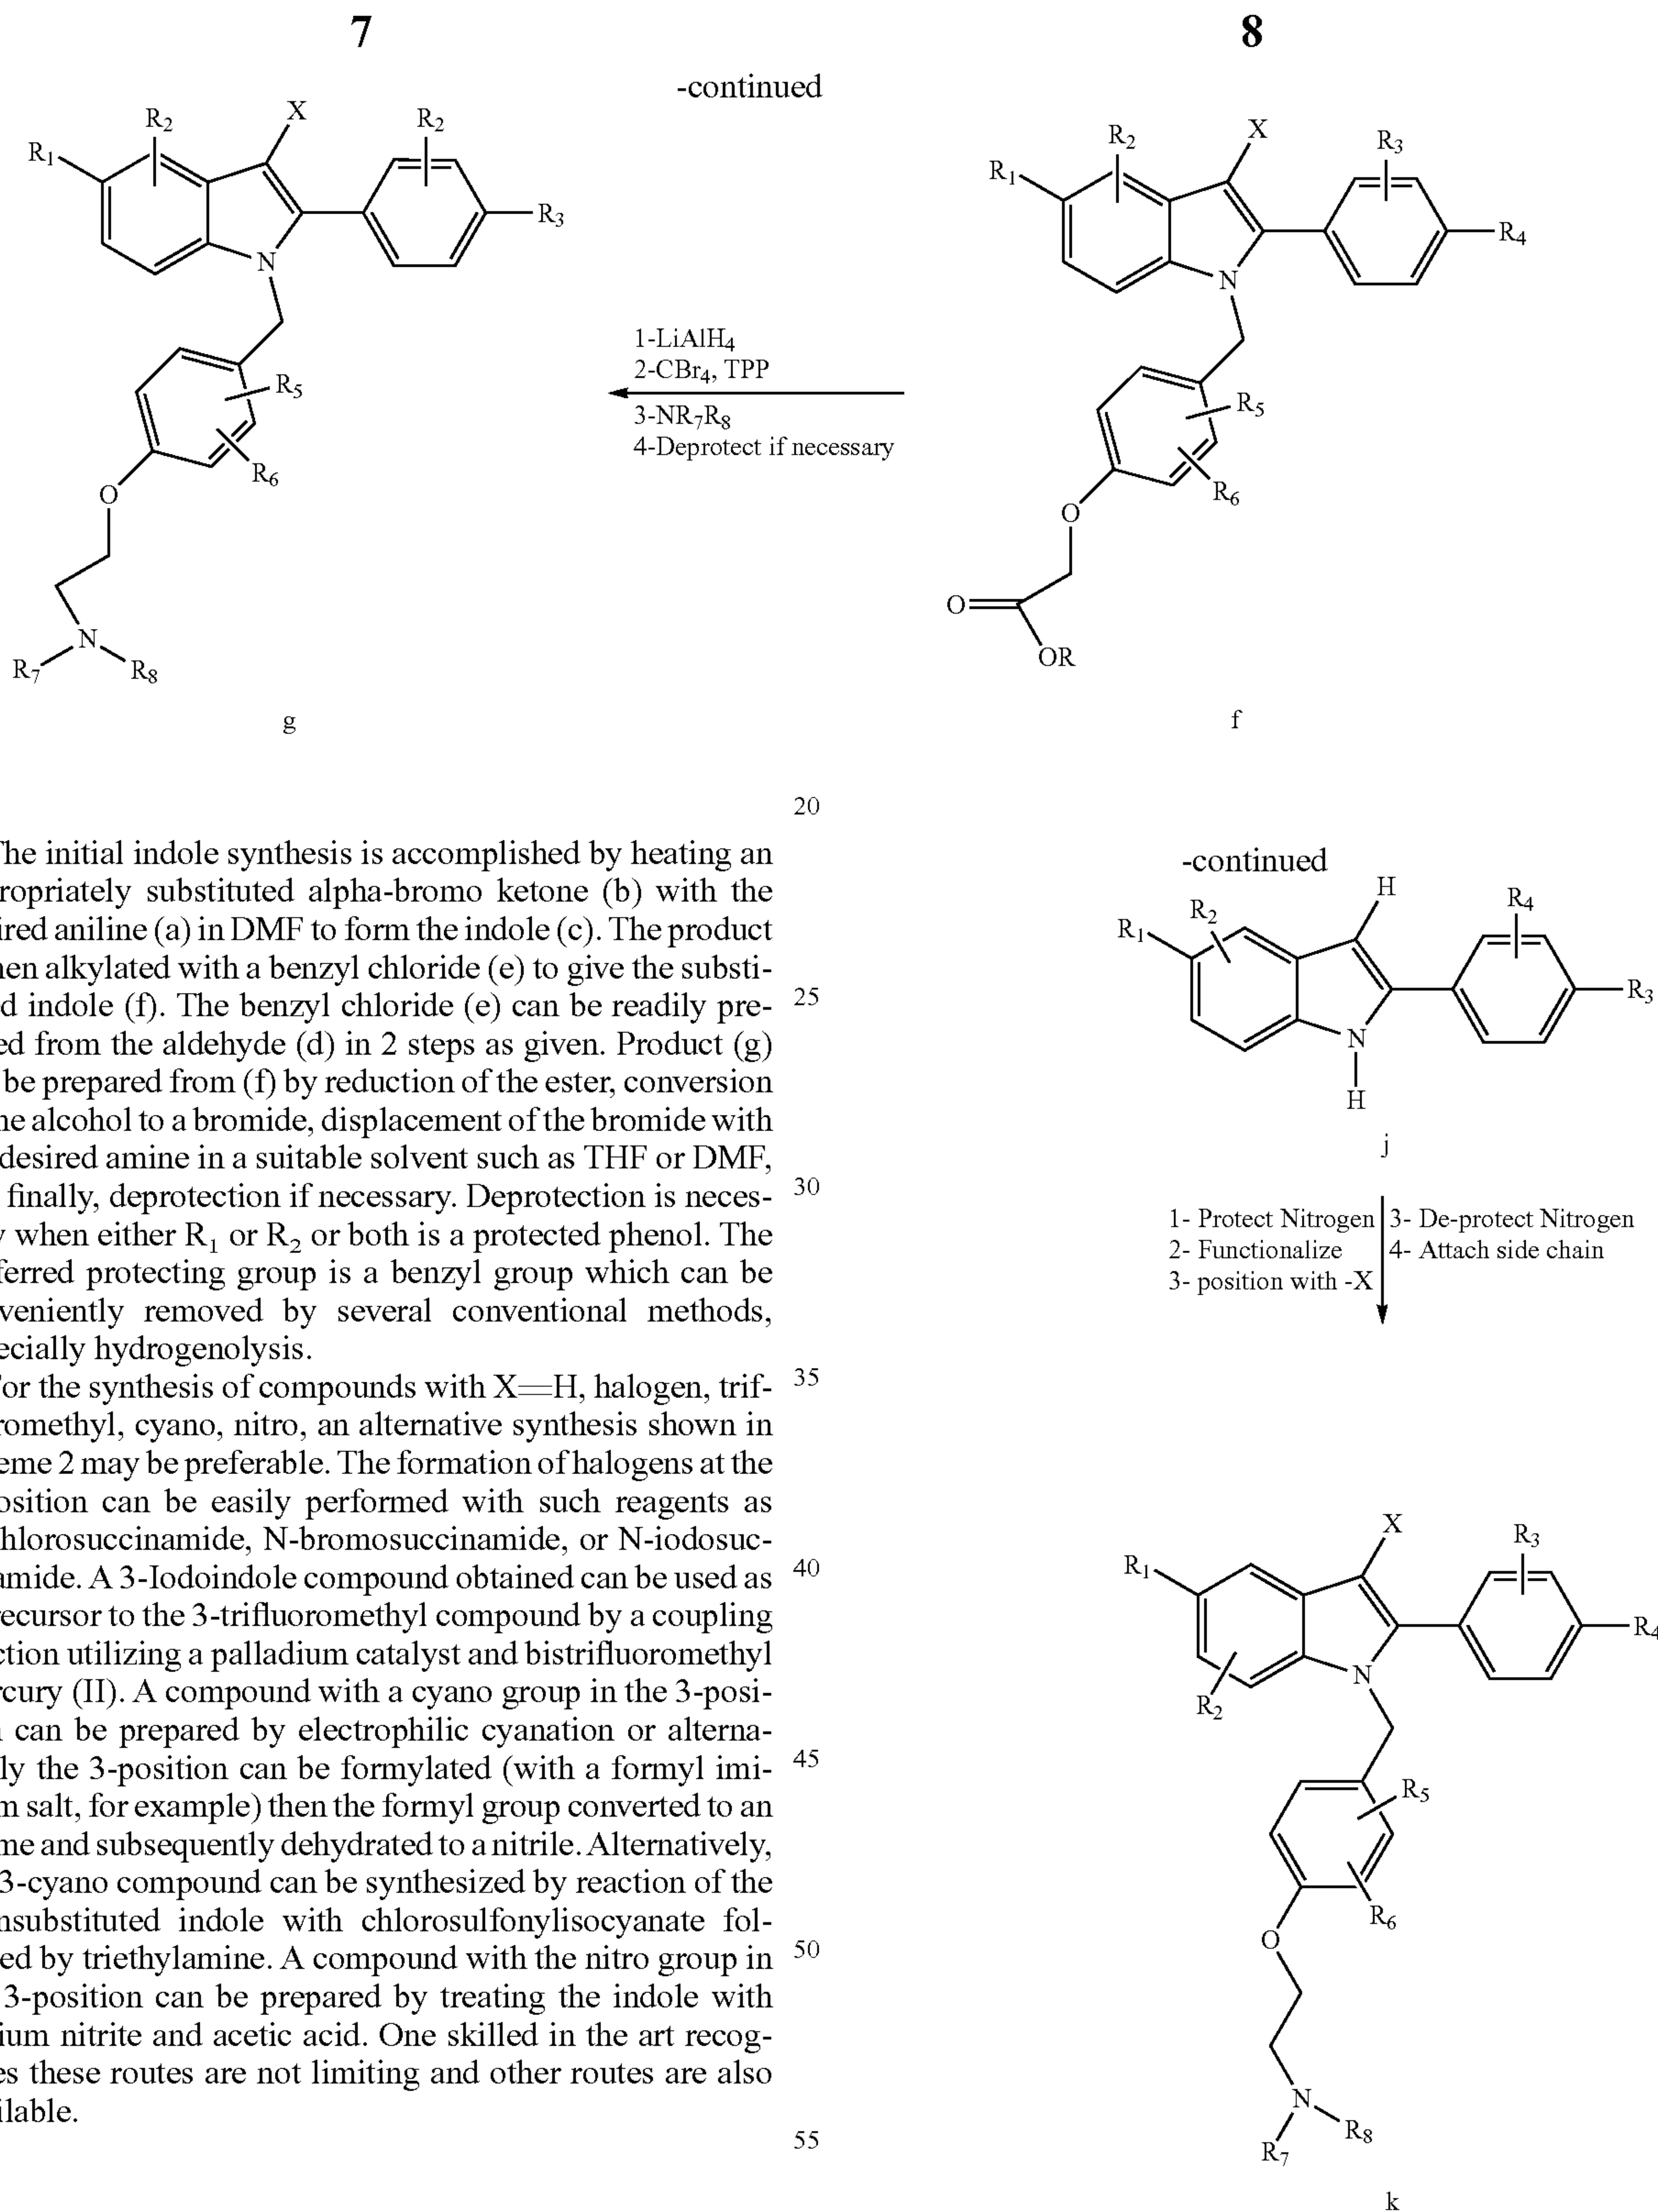 7
8
-continued
X
R2
R2
R1
R3
N
R5
R6
O
N
R7
R8
g
1-LiAlH4
2-CBr4, TPP
3-NR7R8
4-Deprotect if necessary
X
R2
R3
R1
R4
N
R5
R6
O
O
OR
f
20
The initial indole synthesis is accomplished by heating an
ropriately substituted alpha-bromo ketone (b) with the
ired aniline (a) in DMF to form the indole (c). The product
hen alkylated with a benzyl chloride (e) to give the substi-
d indole (f). The benzyl chloride (e) can be readily pre-
25
ed from the aldehyde (d) in 2 steps as given. Product (g)
be prepared from (f) by reduction of the ester, conversion
he alcohol to a bromide, displacement of the bromide with
desired amine in a suitable solvent such as THF or DMF,
finally, deprotection if necessary. Deprotection is neces-
30
y when either R1 or R2 or both is a protected phenol. The
ferred protecting group is a benzyl group which can be
veniently removed by several conventional methods,
ecially hydrogenolysis.
For the synthesis of compounds with X=H, halogen, trif-
35
romethyl, cyano, nitro, an alternative synthesis shown in
eme 2 may be preferable. The formation of halogens at the
osition can be easily performed with such reagents as
hlorosuccinamide, N-bromosuccinamide, or N-iodosuc-
amide. A 3-Iodoindole compound obtained can be used as
40
recursor to the 3-trifluoromethyl compound by a coupling
ction utilizing a palladium catalyst and bistrifluoromethyl
rcury (II). A compound with a cyano group in the 3-posi-
n can be prepared by electrophilic cyanation or alterna-
ly the 3-position can be formylated (with a formyl imi-
45
m salt, for example) then the formyl group converted to an
me and subsequently dehydrated to a nitrile. Alternatively,
3-cyano compound can be synthesized by reaction of the
nsubstituted indole with chlorosulfonylisocyanate fol-
ed by triethylamine. A compound with the nitro group in
50
3-position can be prepared by treating the indole with
ium nitrite and acetic acid. One skilled in the art recog-
es these routes are not limiting and other routes are also
ilable.
55
-continued
H
R2
R4
R1
R3
N
H
j
1- Protect Nitrogen
2- Functionalize
3- position with -X
3- De-protect Nitrogen
4- Attach side chain
X
R3
R1
R4
N
R2
R5
R6
O
N
R8
R7
k